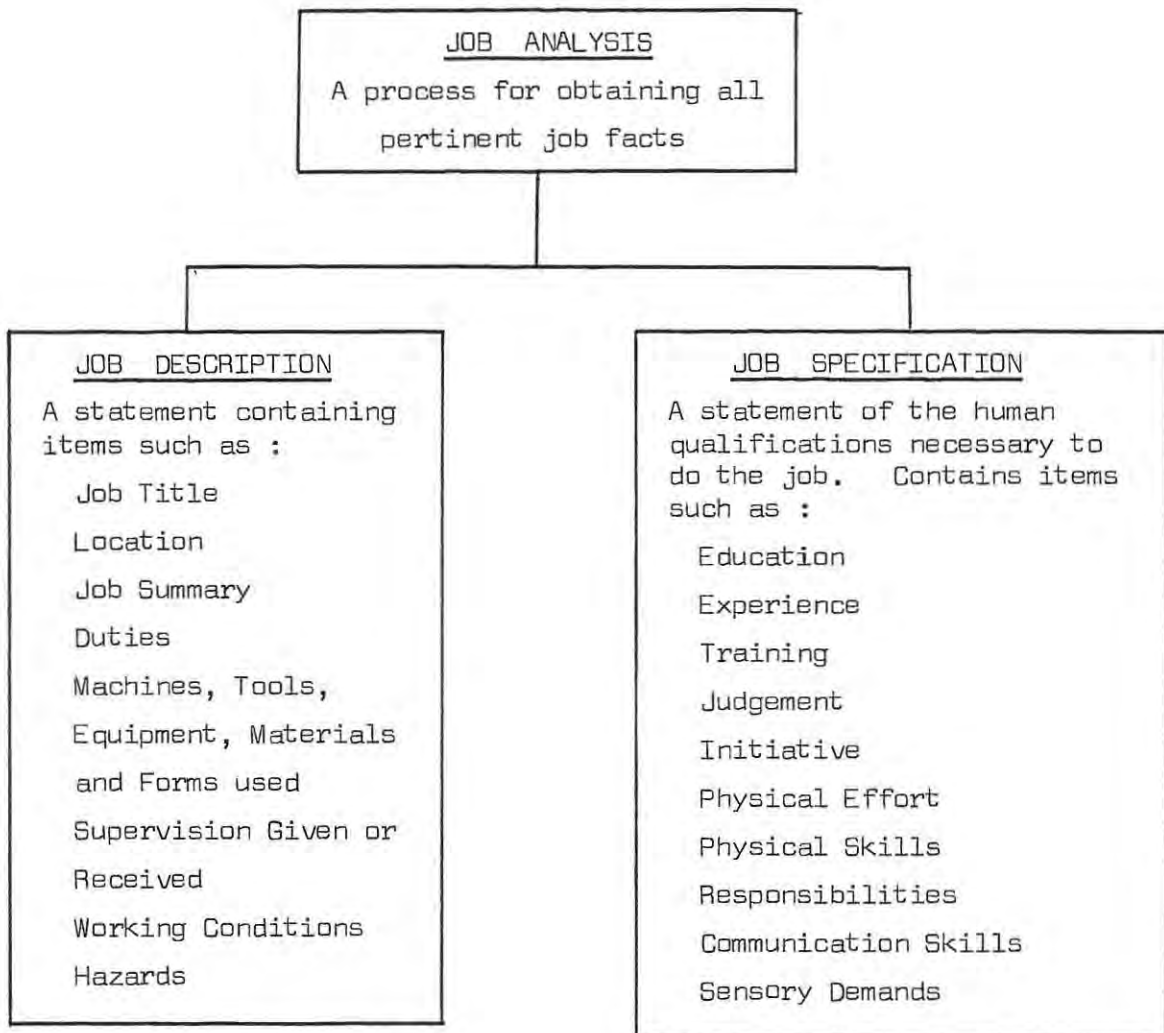 JOB ANALYSIS
A process for obtaining all
pertinent job facts
JOB DESCRIPTION
A statement containing
items such as :
Job Title
Location
Job Summary
Duties
Machines, Tools,
Equipment, Materials
and Forms used
Supervision Given or
Received
Working Conditions
Hazards
JOB SPECIFICATION
A statement of the human
qualifications necessary to
do the job. Contains items
such as :
Education
Experience
Training
Judgement
Initiative
Physical Effort
Physical Skills
Responsibilities
Communication Skills
Sensory Demands